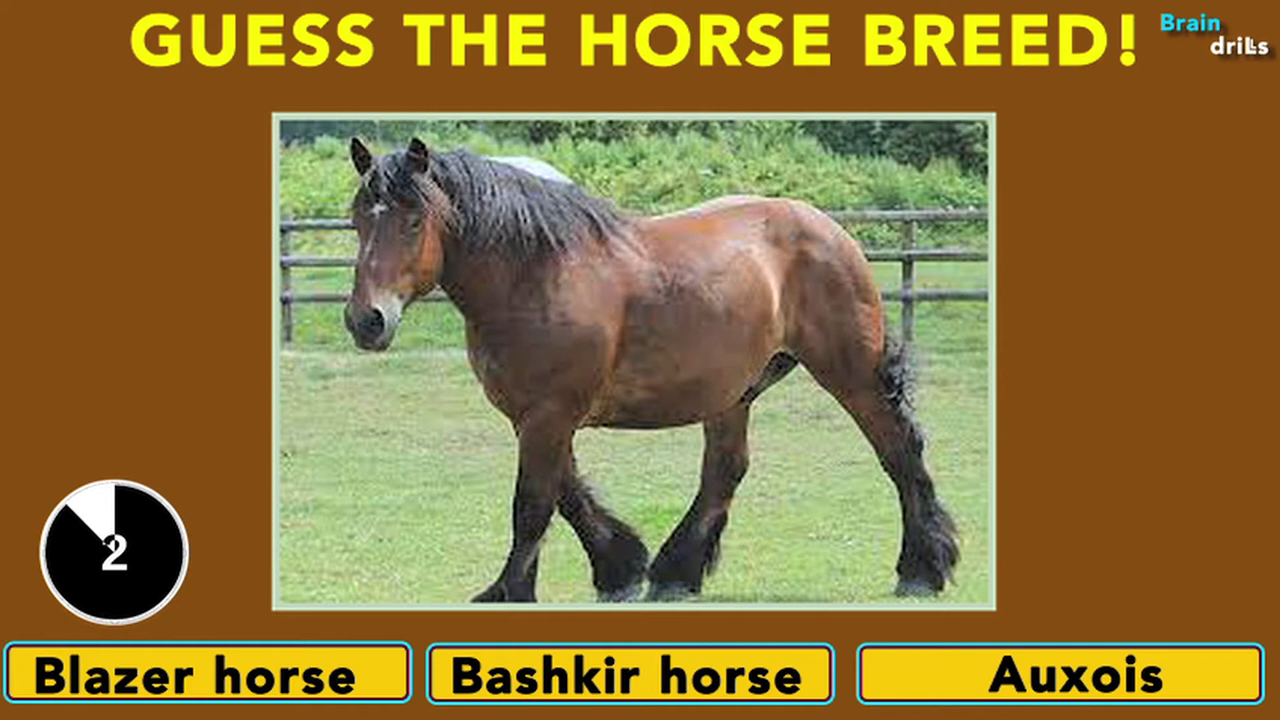 GUESS THE HORSE BREED!
Brain
drills
2
Blazer horse
Bashkir horse
Auxois